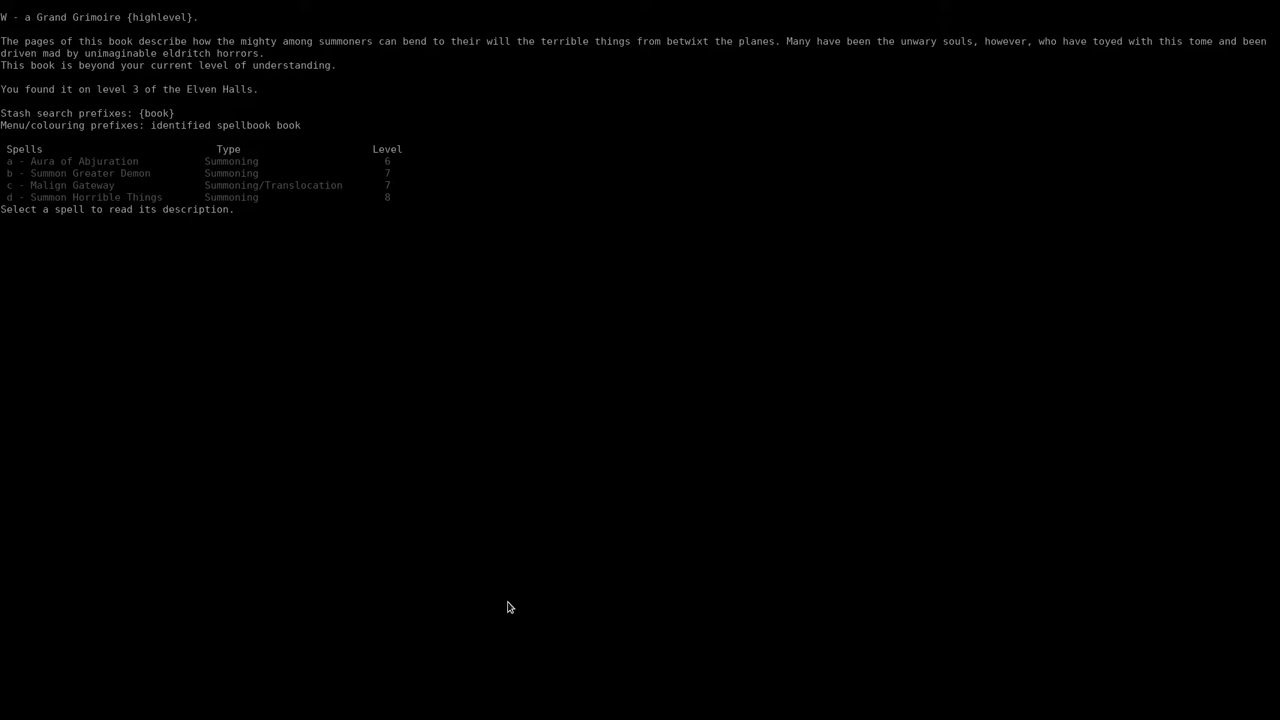 W - a Grand Grimoire {highlevel}.
The pages of this book describe how the mighty among summoners can bend to their will the terrible things from betwixt the planes. Many have been the unwary souls, however, who have toyed with this tome and been
driven mad by unimaginable eldritch horrors.
This book is beyond your current level of understanding.
You found it on level 3 of the Elven Halls.
Stash search prefixes: {book}
Menu/colouring prefixes: identified spellbook book
Spells Type Level
a - Aura of Abjuration Summoning 6
b - Summon Greater Demon Summoning 7
c - Malign Gateway Summoning/Translocation 7
d - Summon Horrible Things Summoning 8
Select a spell to read its description.